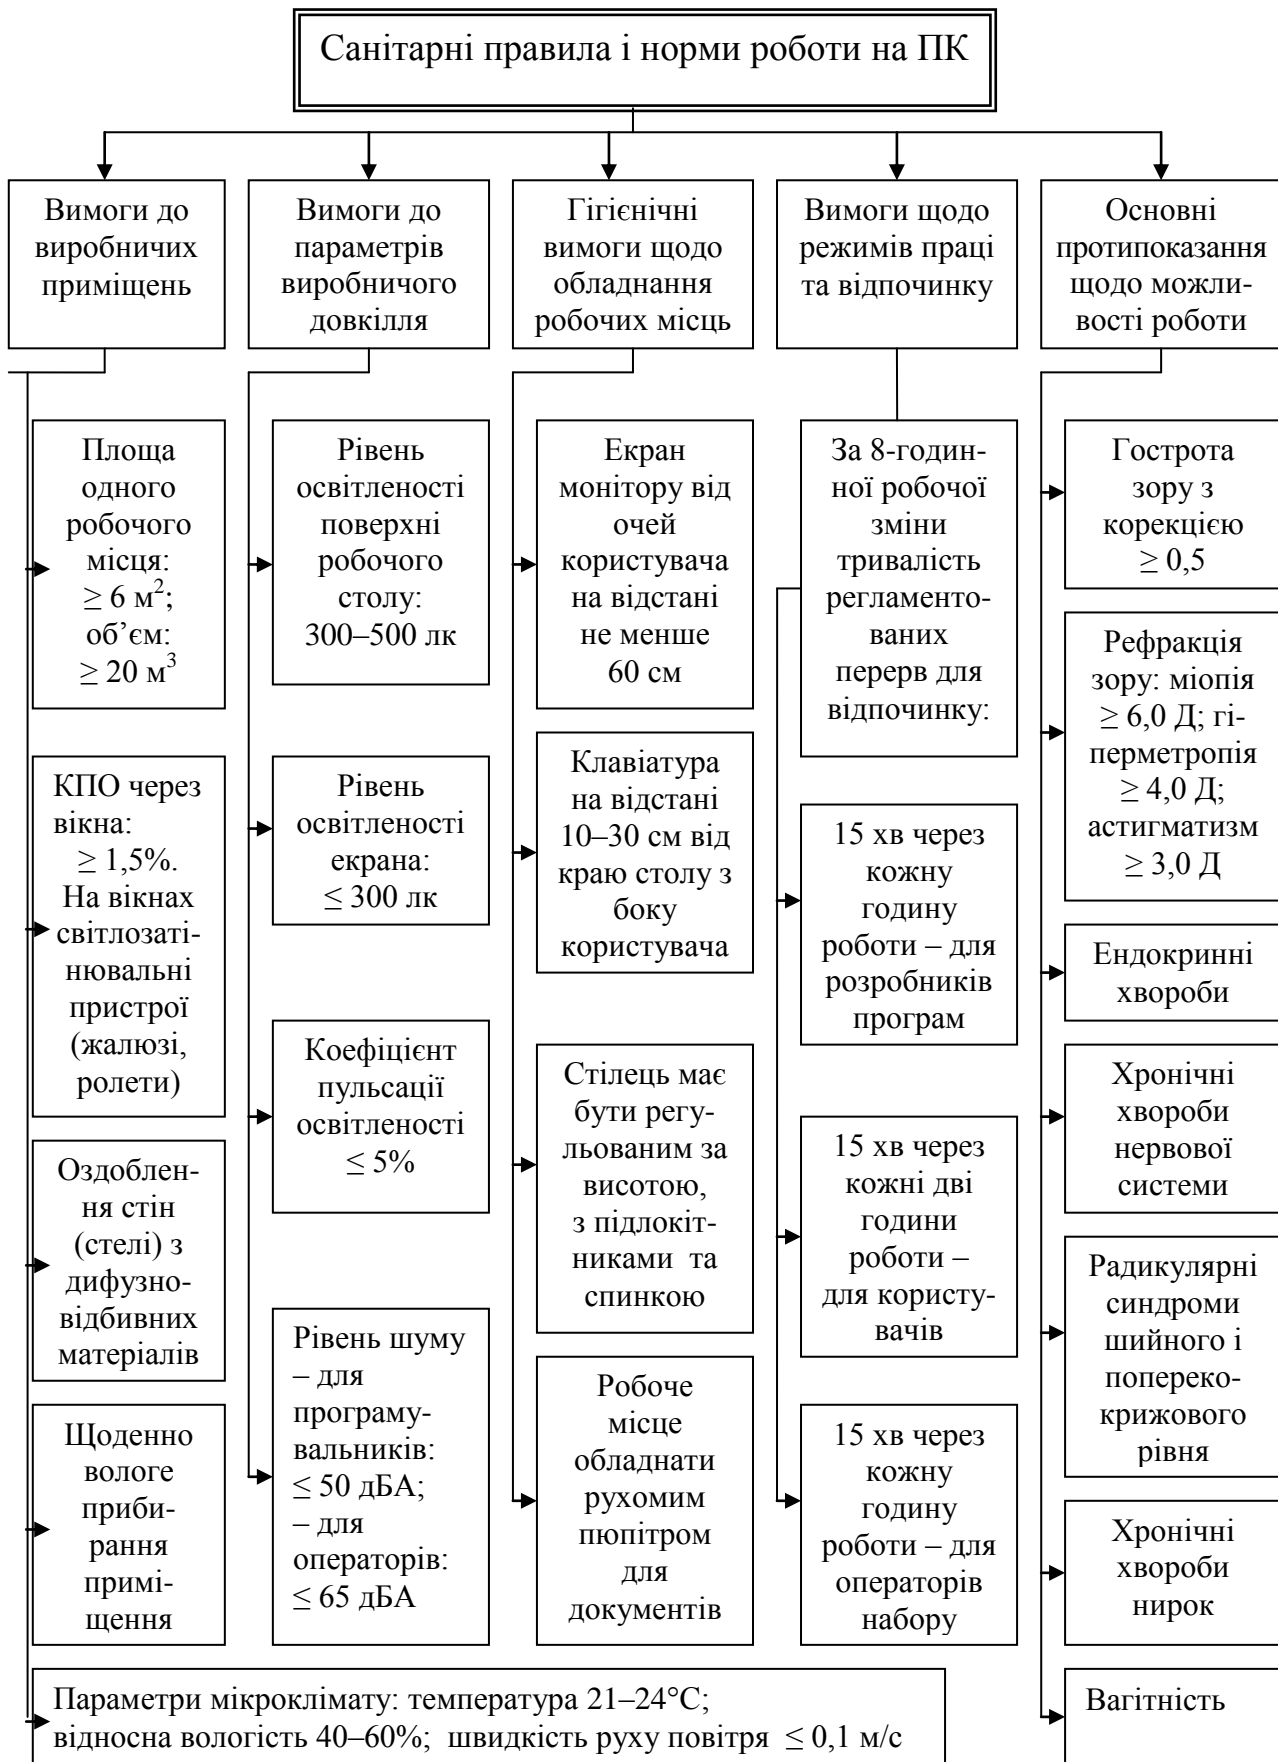 Санітарні правила і норми роботи на ПК
Вимоги до
виробничих
приміщень
Вимоги до
параметрів
виробничого
довкілля
Гігієнічні
вимоги щодо
обладнання
робочих місць
Вимоги щодо
режимів праці
та відпочинку
Основні
протипоказання
щодо можли-
вості роботи
Площа
одного
робочого
місця:
≥ 6 м²;
об’єм:
≥ 20 м³
КПО через
вікна:
≥ 1,5%.
На вікнах
світлозаті-
нювальні
пристрої
(жалюзі,
ролети)
Оздоблен-
ня стін
(стелі) з
дифузно-
відбивних
матеріалів
Щоденно
вологе
приби-
рання
примі-
щення
Рівень
освітленості
поверхні
робочого
столу:
300–500 лк
Рівень
освітленості
екрана:
≤ 300 лк
Коефіцієнт
пульсації
освітленості
≤ 5%
Рівень шуму
– для
програму-
вальників:
≤ 50 дБА;
– для
операторів:
≤ 65 дБА
Екран
монітору від
очей
користувача
на відстані
не менше
60 см
Клавіатура
на відстані
10–30 см від
краю столу з
боку
користувача
Стілець має
бути регу-
льованим за
висотою,
з підлокіт-
никами та
спинкою
Робоче
місце
обладнати
рухомим
пюпітром
для
документів
За 8-годин-
ної робочої
зміни
тривалість
регламенто-
ваних
перерв для
відпочинку:
15 хв через
кожну
годину
роботи – для
розробників
програм
15 хв через
кожні дві
години
роботи –
для користу-
вачів
15 хв через
кожну
годину
роботи – для
операторів
набору
Гострота
зору з
корекцією
≥ 0,5
Рефракція
зору: міопія
≥ 6,0 Д; гі-
перметропія
≥ 4,0 Д;
астигматизм
≥ 3,0 Д
Ендокринні
хвороби
Хронічні
хвороби
нервової
системи
Радикулярні
синдроми
шийного і
попереко-
крижового
рівня
Хронічні
хвороби
нирок
Вагітність
Параметри мікроклімату: температура 21–24°С;
відносна вологість 40–60%; швидкість руху повітря ≤ 0,1 м/с